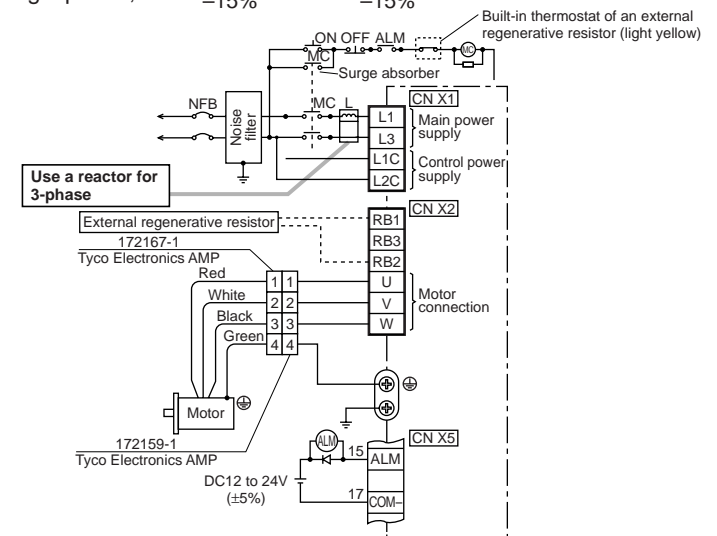 −15% −15%
Built-in thermostat of an external
regenerative resistor (light yellow)
ON OFF ALM
MC
MC
Surge absorber
NFB
Noise
filter
MC L
CN X1
L1
L3
L1C
L2C
Main power
supply
Control power
supply
Use a reactor for
3-phase
CN X2
External regenerative resistor
RB1
RB3
RB2
U
V
W
172167-1
Tyco Electronics AMP
Red
White
Black
Green
1 1
2 2
3 3
4 4
Motor
connection
Motor
172159-1
Tyco Electronics AMP
CN X5
ALM
15 ALM
DC12 to 24V
(±5%)
17 COM−